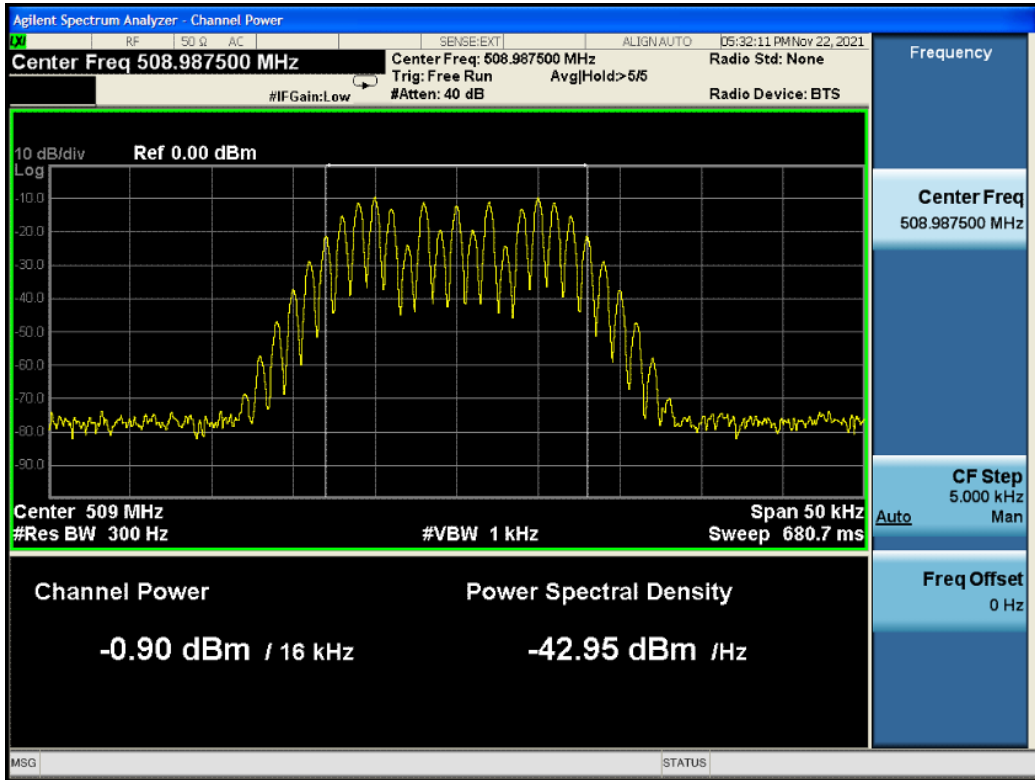 Agilent Spectrum Analyzer - Channel Power
LXI RF 50 Ω AC SENSE:EXT ALIGNAUTO 05:32:11 PM Nov 22, 2021
Center Freq 508.987500 MHz
Center Freq: 508.987500 MHz
Radio Std: None
Trig: Free Run Avg|Hold:>5/5
#IFGain:Low
#Atten: 40 dB
Radio Device: BTS
10 dB/div Ref 0.00 dBm
Log
-10.0
-20.0
-30.0
-40.0
-50.0
-60.0
-70.0
-80.0
-90.0
Center 509 MHz Span 50 kHz
#Res BW 300 Hz #VBW 1 kHz Sweep 680.7 ms
Channel Power Power Spectral Density
-0.90 dBm / 16 kHz -42.95 dBm /Hz
MSG STATUS
Frequency
Center Freq
508.987500 MHz
CF Step
5.000 kHz
Auto Man
Freq Offset
0 Hz